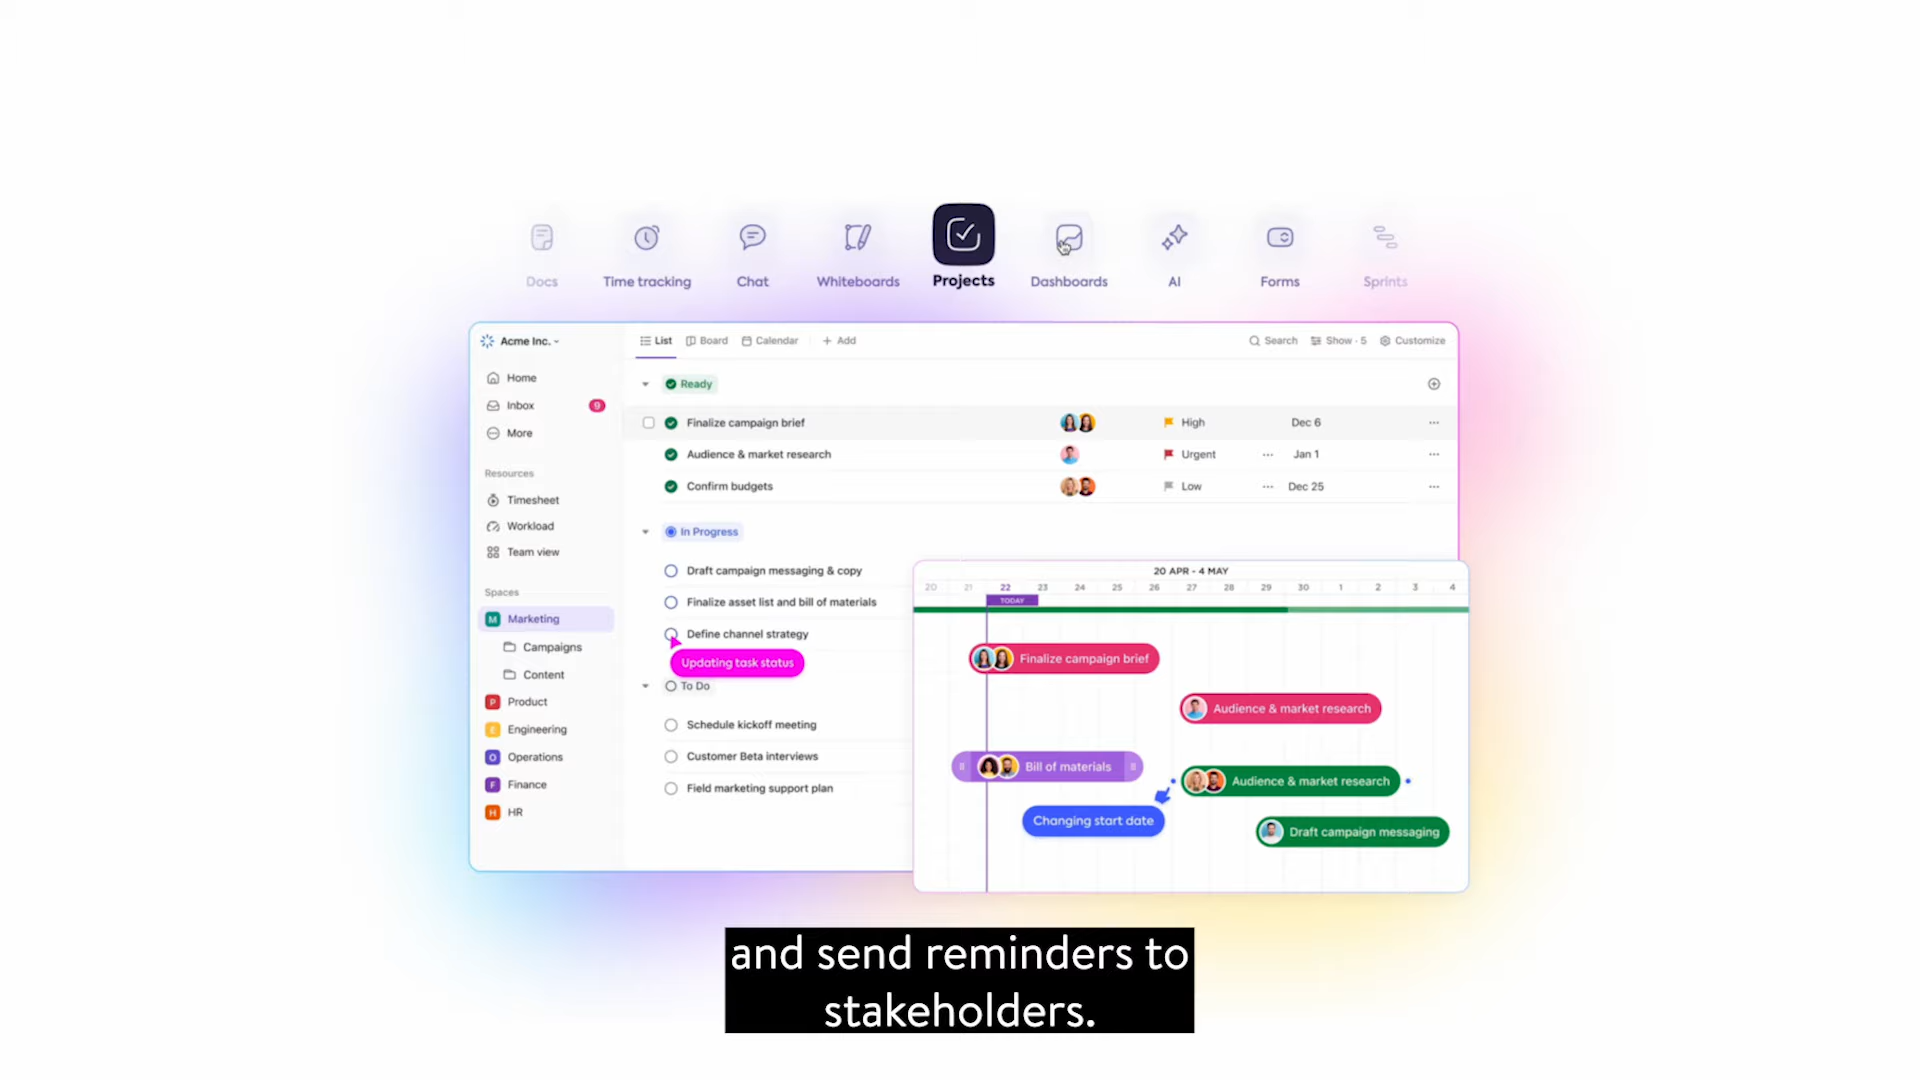 Docs
Time tracking
Chat
Whiteboards
Projects
Dashboards
AI
Forms
Sprints
Acme Inc.
Home
Inbox 9
More
Resources
Timesheet
Workload
Team view
Spaces
M Marketing
Campaigns
Content
P Product
E Engineering
O Operations
F Finance
H HR
List Board Calendar + Add Search Show · 5 Customize
Ready
Finalize campaign brief High Dec 6 ...
Audience & market research Urgent ... Jan 1 ...
Confirm budgets Low ... Dec 25 ...
In Progress
Draft campaign messaging & copy
Finalize asset list and bill of materials
Define channel strategy
Updating task status
To Do
Schedule kickoff meeting
Customer Beta interviews
Field marketing support plan
20 APR - 4 MAY
20 21 22 23 24 25 26 27 28 29 30 1 2 3 4
TODAY
Finalize campaign brief
Audience & market research
Bill of materials
Audience & market research
Changing start date
Draft campaign messaging
and send reminders to
stakeholders.